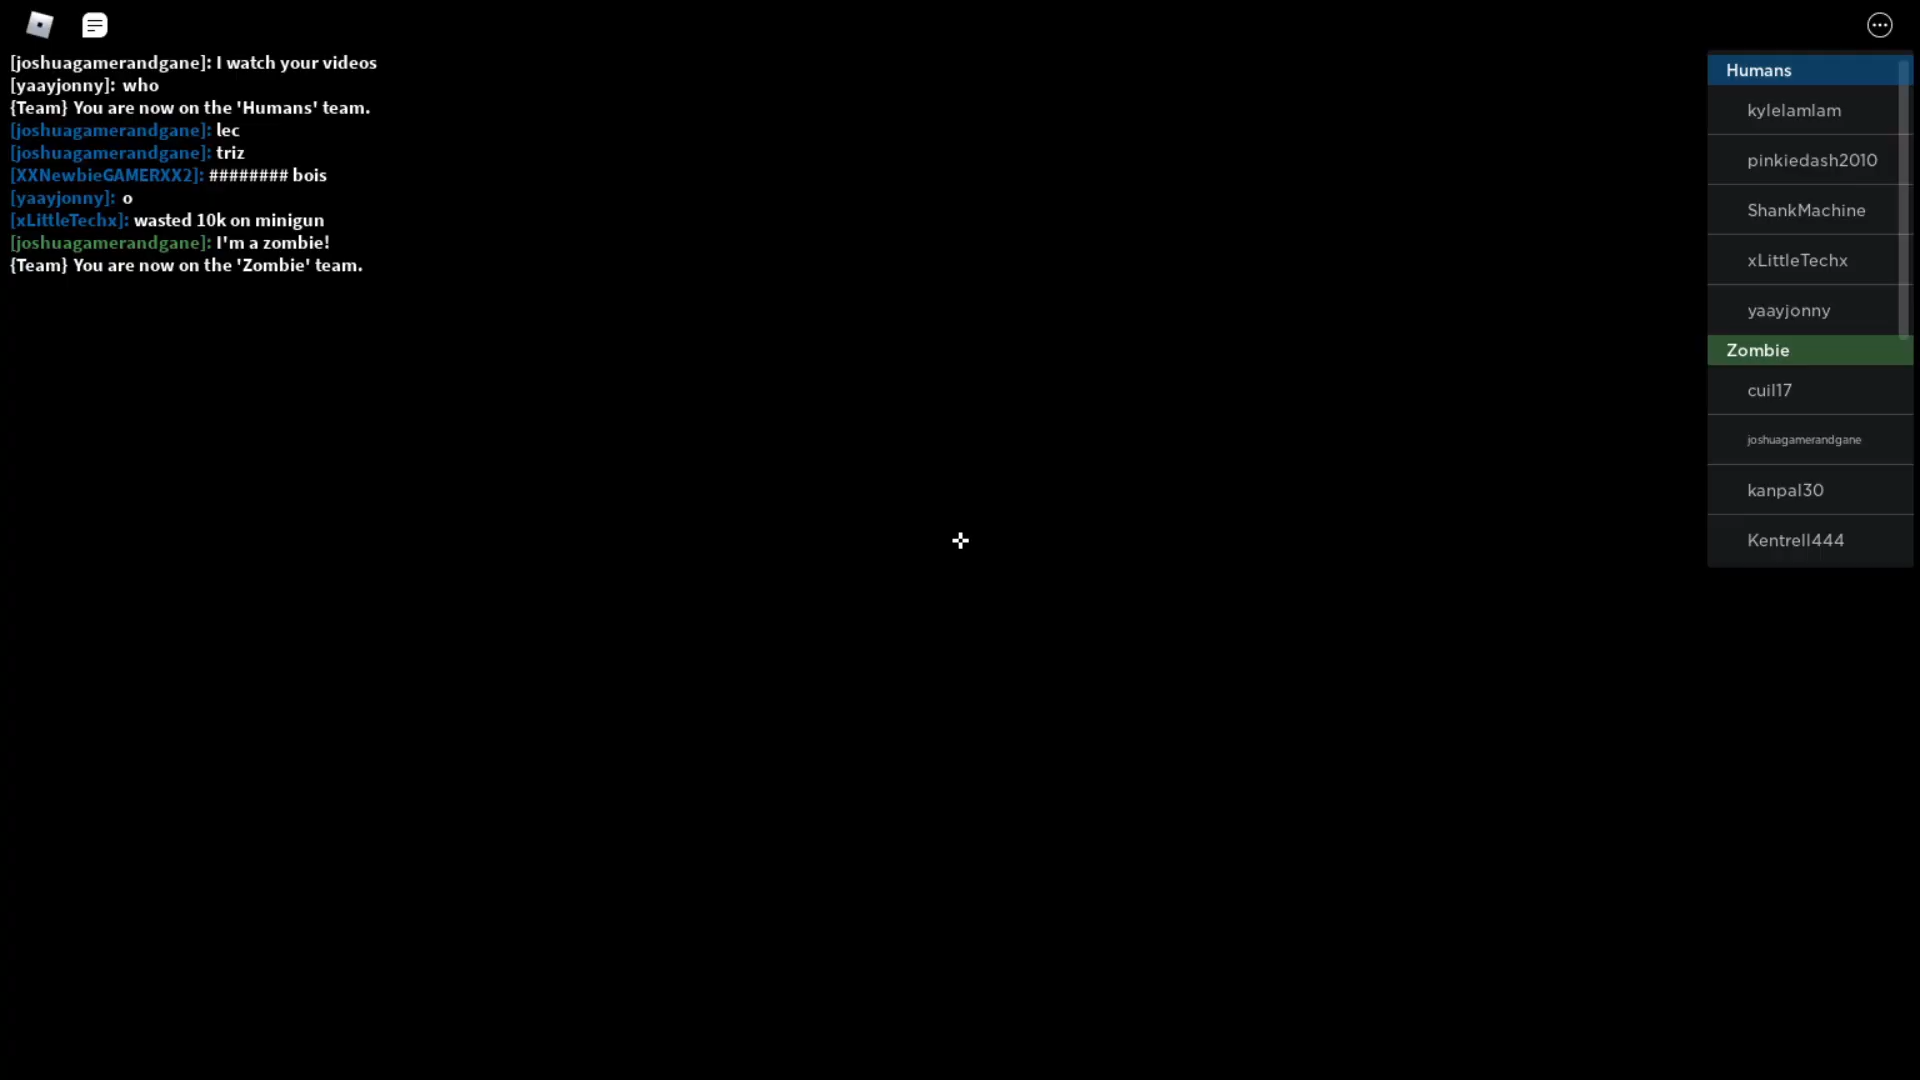 [joshuagamerandgane]: I watch your videos
[yaayjonny]: who
{Team} You are now on the 'Humans' team.
[joshuagamerandgane]: lec
[joshuagamerandgane]: triz
[XXNewbieGAMERXX2]: ######## bois
[yaayjonny]: o
[xLittleTechx]: wasted 10k on minigun
[joshuagamerandgane]: I'm a zombie!
{Team} You are now on the 'Zombie' team.
Humans
kylelamlam
pinkiedash2010
ShankMachine
xLittleTechx
yaayjonny
Zombie
cuil17
joshuagamerandgane
kanpal30
Kentrell444